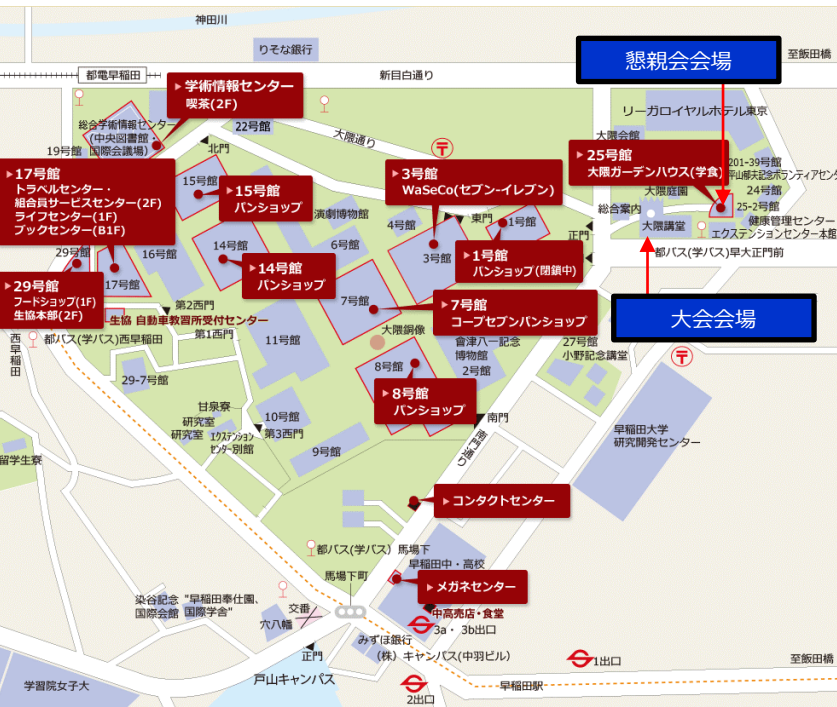 神田川
りそな銀行
懇親会会場
至飯田橋
都電早稲田
新目白通り
▶学術情報センター
喫茶(2F)
リーガロイヤルホテル東京
総合学術情報センター
(中央図書館・
国際会議場)
22号館
大隈通り
大隈会館
19号館
北門
▶17号館
トラベルセンター・
組合員サービスセンター(2F)
ライフセンター(1F)
ブックセンター(B1F)
15号館
▶15号館
パンショップ
▶3号館
WaSeCo(セブン-イレブン)
▶25号館
大隈ガーデンハウス(学食)
201-39号館
平山郁夫記念ボランティアセンタ
大隈庭園
24号館
25-2号館
総合案内
健康管理センター
エクステンションセンター本館
演劇博物館
4号館
東門
1号館
正門
大隈講堂
都バス(学バス)早大正門前
29号館
17号館
16号館
14号館
▶14号館
パンショップ
6号館
3号館
▶1号館
パンショップ(閉鎖中)
▶29号館
フードショップ(1F)
生協本部(2F)
第2西門
生協 自動車教習所受付センター
7号館
▶7号館
コープセブンパンショップ
大会会場
西早稲田
都バス(学バス)西早稲田
第1西門
11号館
大隈銅像
會津八一記念
博物館
2号館
27号館
小野記念講堂
29-7号館
8号館
▶8号館
パンショップ
甘泉寮
研究室
研究室
エクステンション
センター別館
10号館
第3西門
9号館
南門
南門通り
早稲田大学
研究開発センター
留学生寮
▶コンタクトセンター
都バス(学バス) 馬場下
早稲田中・高校
馬場下町
▶メガネセンター
染谷記念
国際会館
"早稲田奉仕園、
国際学舎"
交番
穴八幡
中高売店・食堂
3a・ 3b出口
みずほ銀行
(株) キャンパス(中羽ビル)
正門
戸山キャンパス
1出口
至飯田橋
学習院女子大
早稲田駅
2出口